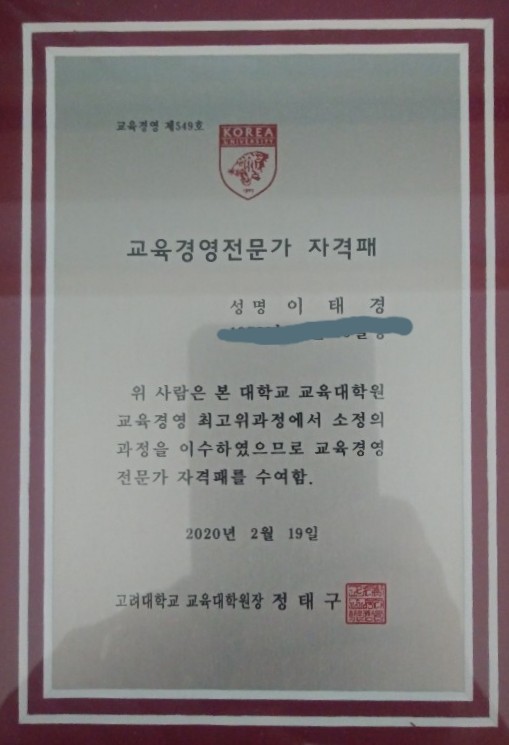 교육경영 제549호
KOREA
UNIVERSITY
교육경영전문가 자격패
성명 이 태 경
위 사람은 본 대학교 교육대학원
교육경영 최고위과정에서 소정의
과정을 이수하였으므로 교육경영
전문가 자격패를 수여함.
2020년 2월 19일
고려대학교 교육대학원장 정 태 구